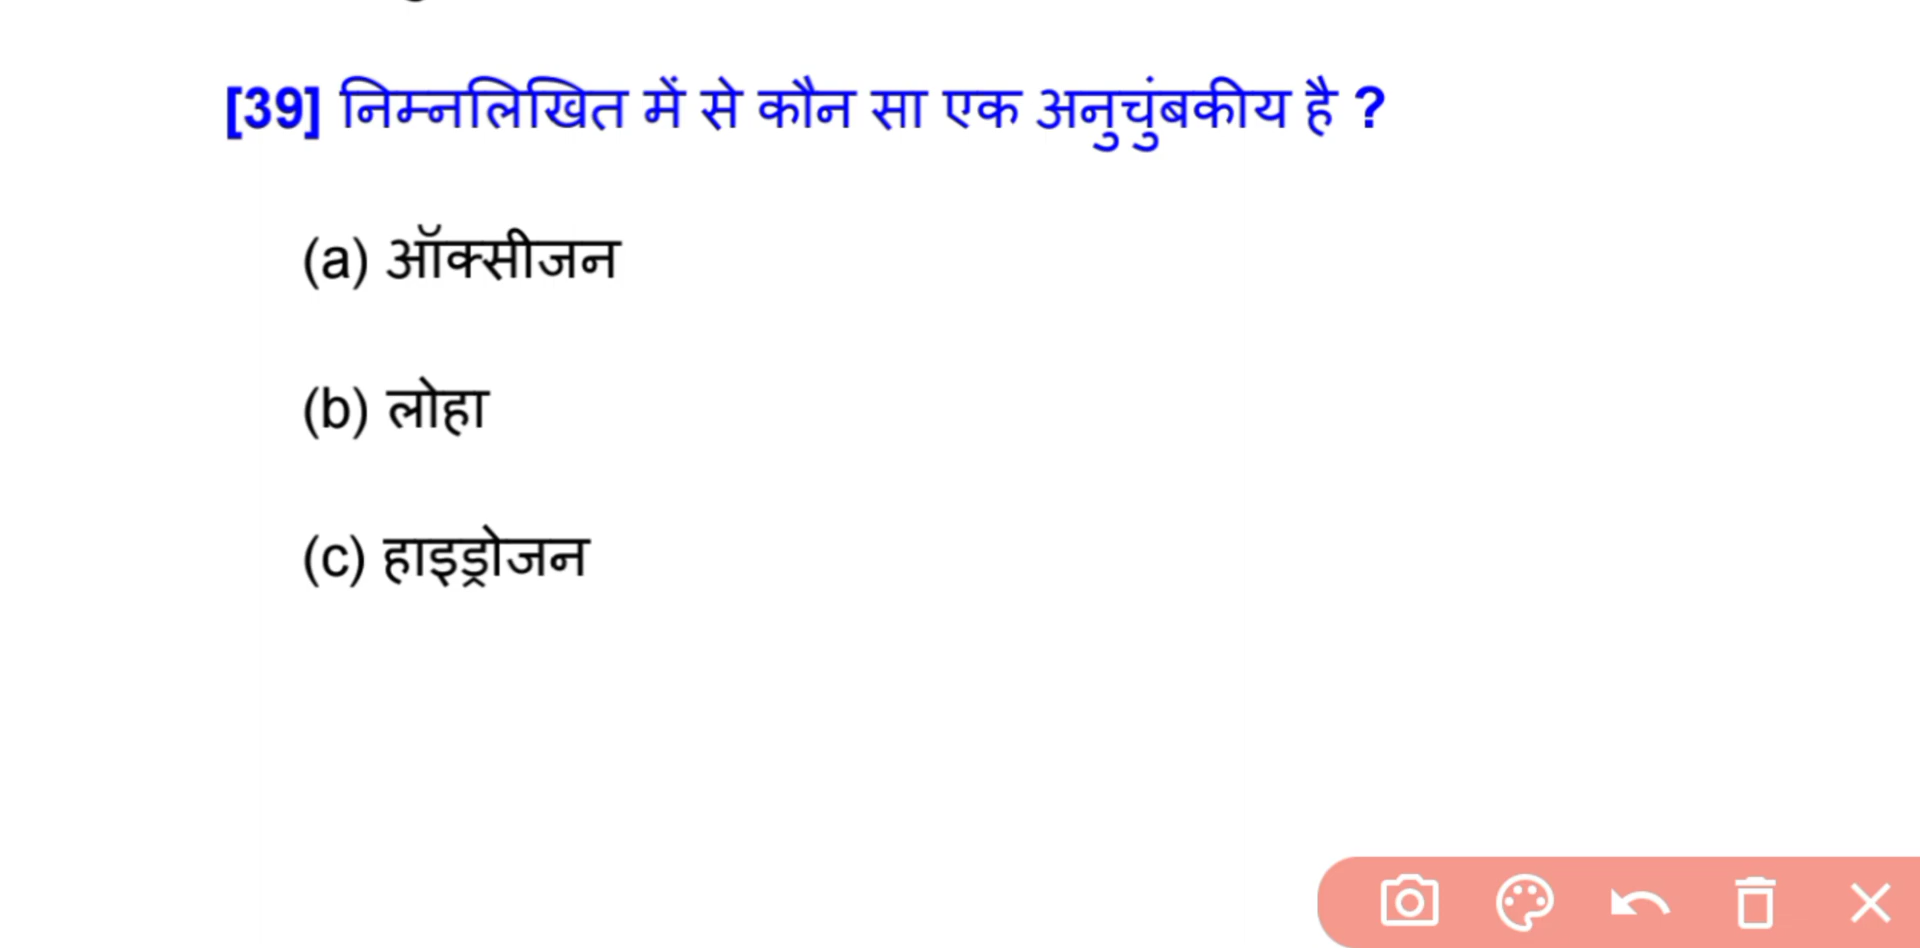 [39] निम्नलिखित में से कौन सा एक अनुचुंबकीय है ?
(a) ऑक्सीजन
(b) लोहा
(c) हाइड्रोजन